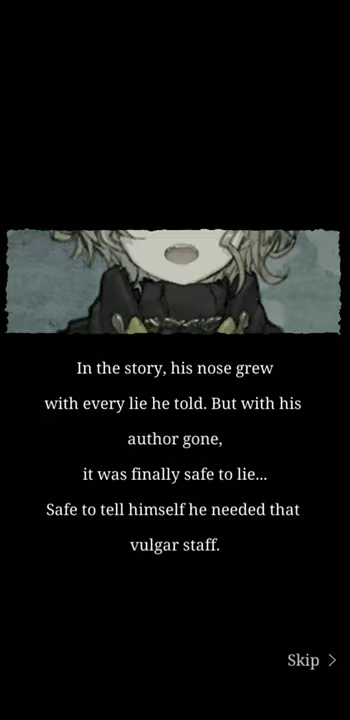 In the story, his nose grew
with every lie he told. But with his
author gone,
it was finally safe to lie...
Safe to tell himself he needed that
vulgar staff.
Skip >